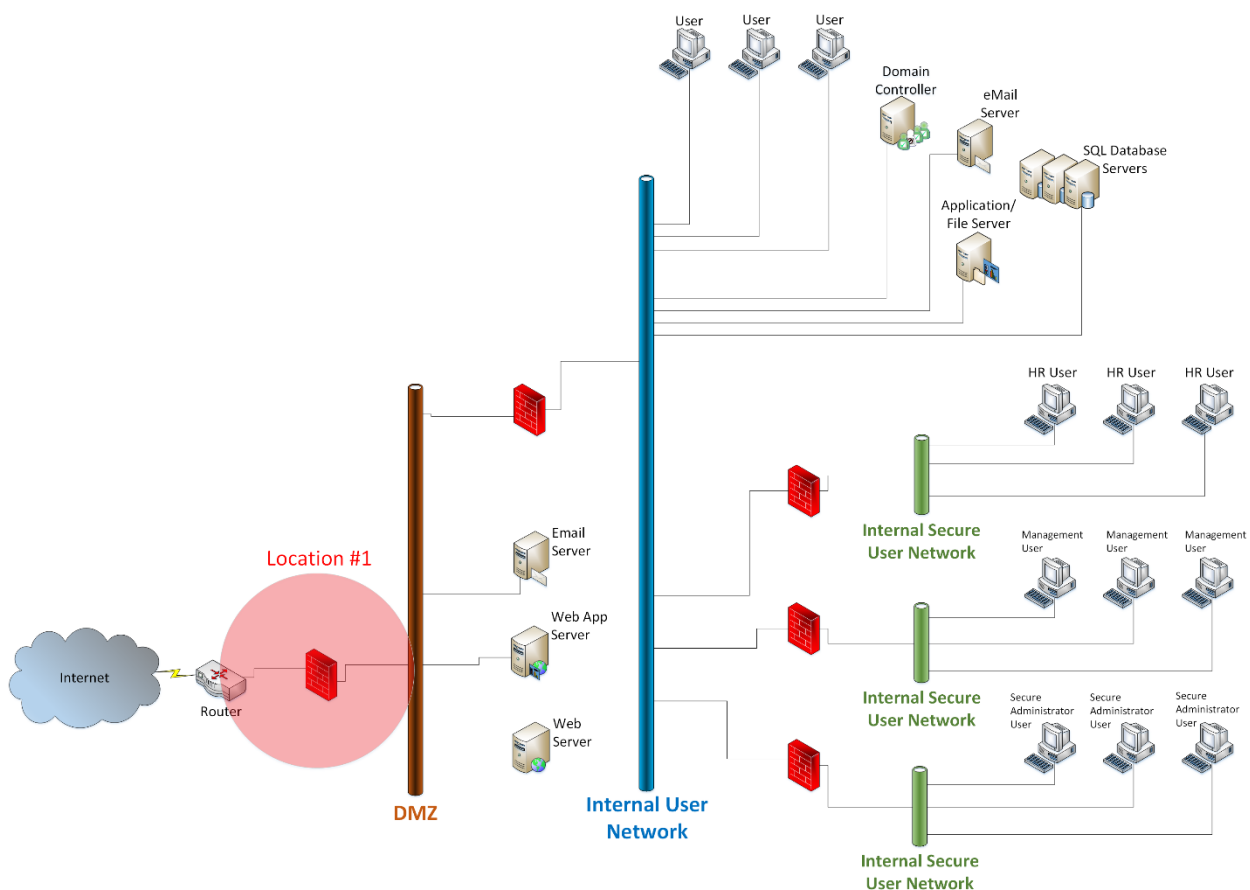 User
User
User
Domain
Controller
eMail
Server
SQL Database
Servers
Application/
File Server
HR User
HR User
HR User
Internal Secure
User Network
Location #1
Email
Server
Management
User
Management
User
Management
User
Web App
Server
Internet
Router
Internal Secure
User Network
Web
Server
Secure
Administrator
User
Secure
Administrator
User
Secure
Administrator
User
DMZ
Internal User
Network
Internal Secure
User Network